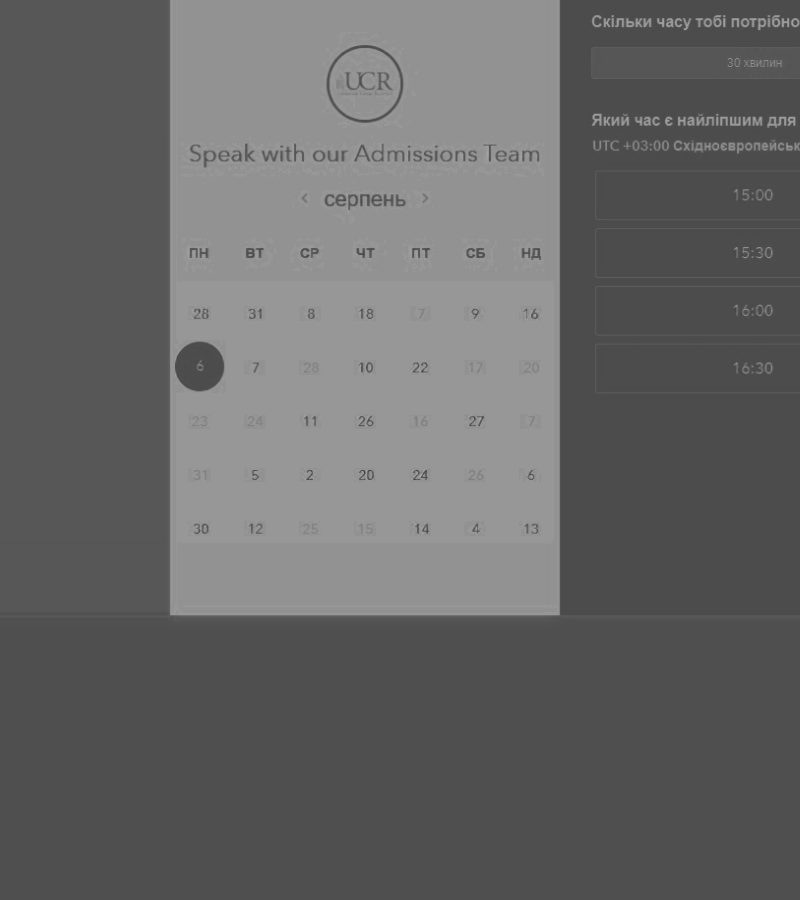 UCR
Speak with our Admissions Team
< серпень >
ПН ВТ СР ЧТ ПТ СБ НД
28 31 8 18 7 9 16
6 7 28 10 22 17 20
23 24 11 26 16 27 7
31 5 2 20 24 26 6
30 12 25 15 14 4 13
Скільки часу тобі потрібно
30 хвилин
Який час є найліпшим для
UTC +03:00 Східноєвропейськ
15:00
15:30
16:00
16:30